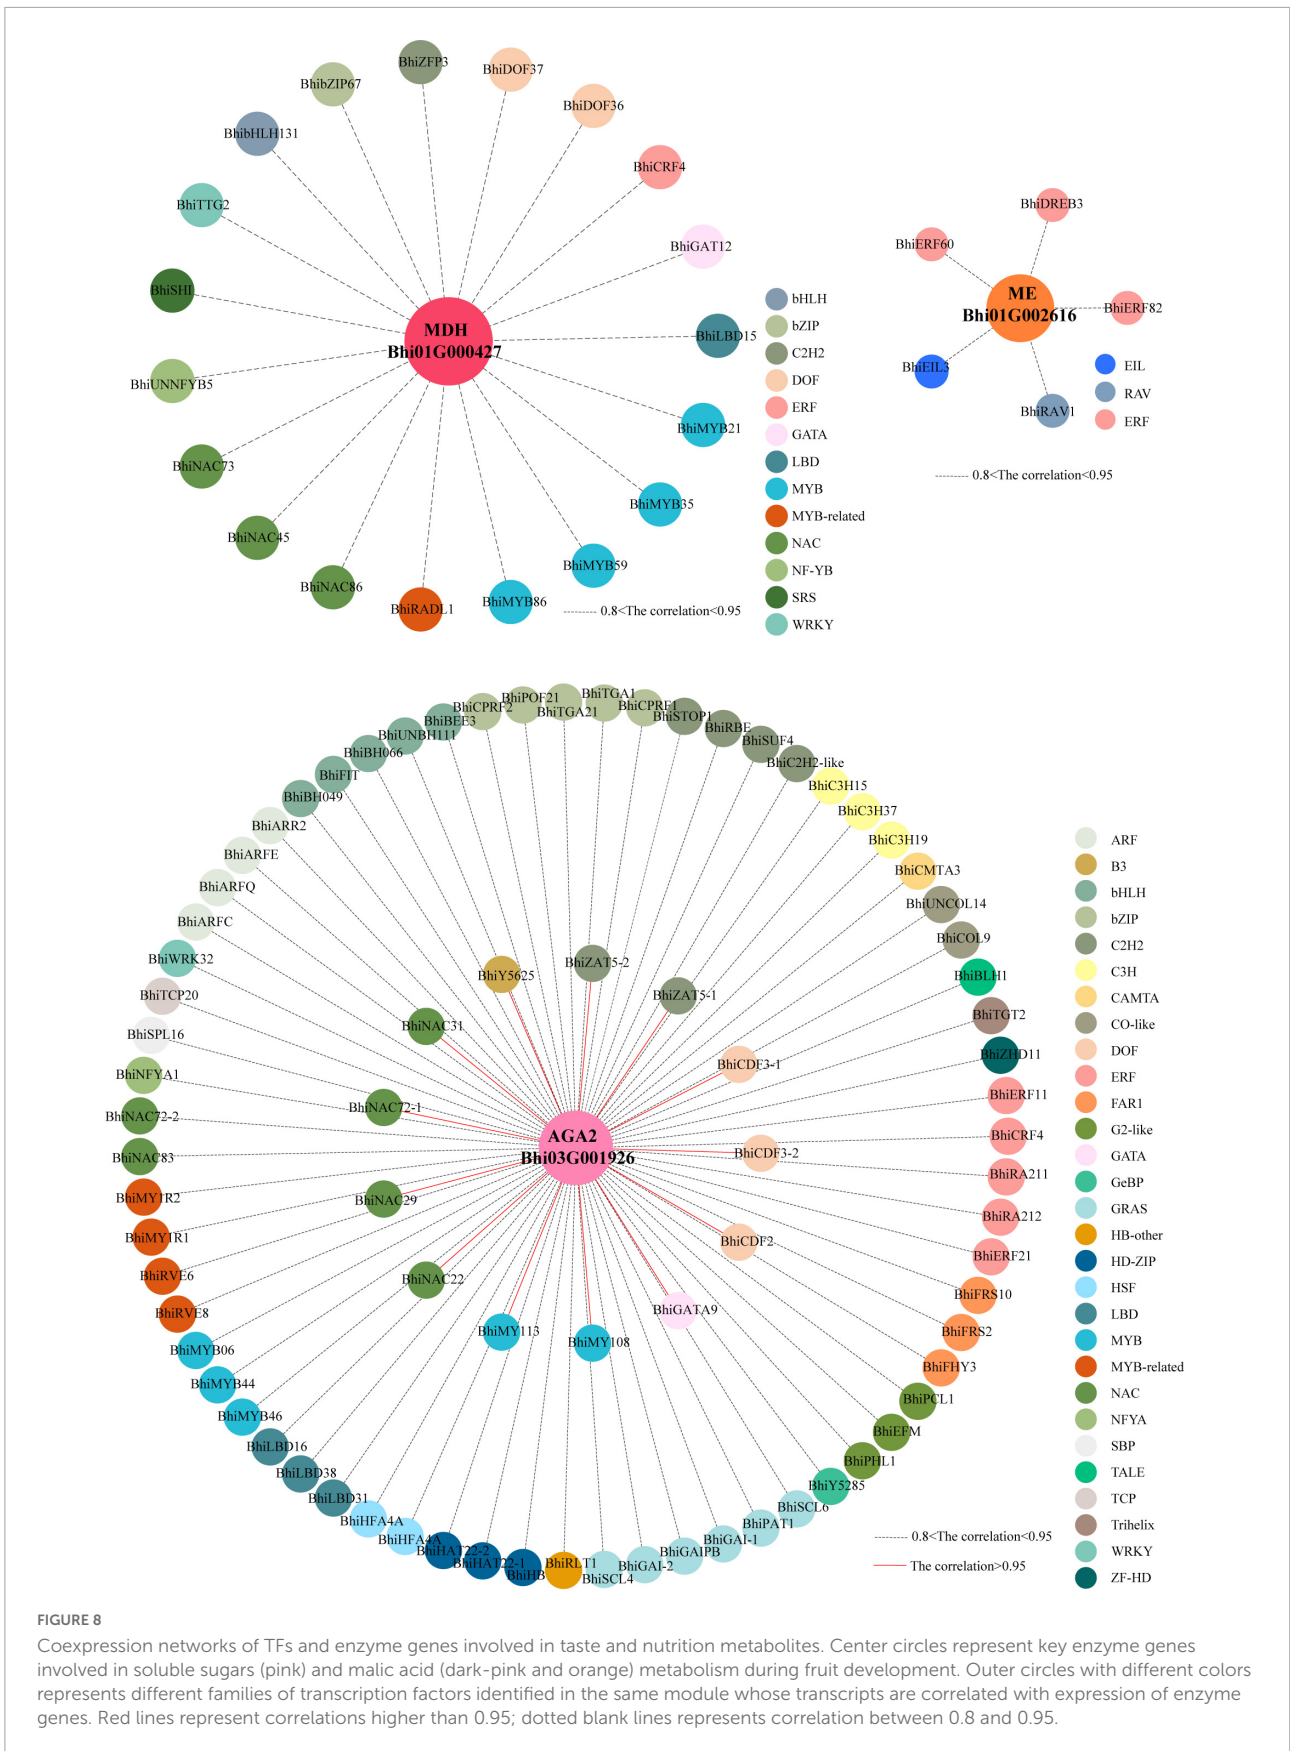 BhiZFP3
BhiDOF37
BhibZIP67
BhiDOF36
BhibHLH131
BhiCRF4
BhiTTG2
BhiGAT12
BhiSHI
MDH
Bhi01G000427
BhiLBD15
BhiUNNFYB5
BhiMYB21
BhiNAC73
BhiMYB35
BhiNAC45
BhiMYB59
BhiNAC86
BhiRADL1
BhiMYB86
0.8<The correlation<0.95
bHLH
bZIP
C2H2
DOF
ERF
GATA
LBD
MYB
MYB-related
NAC
NF-YB
SRS
WRKY
BhiDREB3
BhiERF60
ME
Bhi01G002616
BhiERF82
BhiEIL3
BhiRAV1
EIL
RAV
ERF
0.8<The correlation<0.95
BhiTGA1
BhiPOF21
BhiCPRF2
BhiTGA21
BhiCPRF1
BhiSTOP1
BhiBEE3
BhiRBE
BhiUNBH111
BhiSUF4
BhiBH066
BhiC2H2-like
BhiFIT
BhiC3H15
BhiBH049
BhiC3H37
BhiARR2
BhiC3H19
BhiARFE
BhiCMTA3
BhiARFQ
BhiUNCOL14
BhiARFC
BhiCOL9
BhiWRK32
BhiBLH1
BhiTCP20
BhiTGT2
BhiSPL16
BhiZHD11
BhiNFYA1
BhiERF11
BhiNAC72-2
BhiCRF4
BhiNAC83
BhiRA211
BhiMY1R2
BhiRA212
BhiMY1R1
BhiERF21
BhiRVE6
BhiFRS10
BhiRVE8
BhiFRS2
BhiMYB06
BhiFHY3
BhiMYB44
BhiPCL1
BhiMYB46
BhiEFM
BhiLBD16
BhiPHL1
BhiLBD38
BhiY5285
BhiLBD31
BhiSCL6
BhiHFA4A
BhiPAT1
BhiHFA4A
BhiGAI-1
BhiHAT22-2
BhiGAIPB
BhiHAT22-1
BhiGAI-2
BhiHB
BhiRLT1
BhiSCL4
BhiY5625
BhiZAT5-2
BhiZAT5-1
BhiNAC31
BhiCDF3-1
BhiNAC72-1
AGA2
Bhi03G001926
BhiCDF3-2
BhiNAC29
BhiCDF2
BhiNAC22
BhiGATA9
BhiMY113
BhiMY108
ARF
B3
bHLH
bZIP
C2H2
C3H
CAMTA
CO-like
DOF
ERF
FAR1
G2-like
GATA
GeBP
GRAS
HB-other
HD-ZIP
HSF
LBD
MYB
MYB-related
NAC
NFYA
SBP
TALE
TCP
Trihelix
WRKY
ZF-HD
0.8<The correlation<0.95
The correlation>0.95
FIGURE 8
Coexpression networks of TFs and enzyme genes involved in taste and nutrition metabolites. Center circles represent key enzyme genes
involved in soluble sugars (pink) and malic acid (dark-pink and orange) metabolism during fruit development. Outer circles with different colors
represents different families of transcription factors identified in the same module whose transcripts are correlated with expression of enzyme
genes. Red lines represent correlations higher than 0.95; dotted blank lines represents correlation between 0.8 and 0.95.